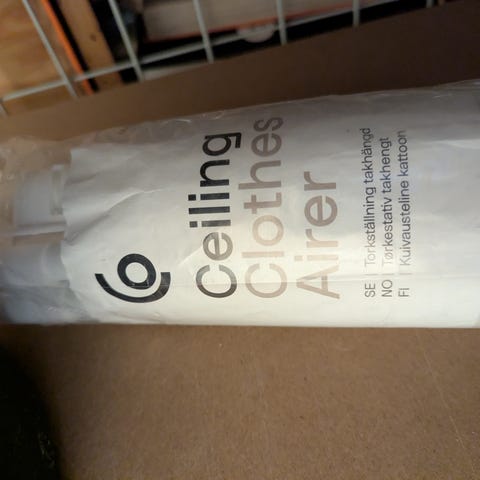 Ceiling
Clothes
Airer
SE | Torkställning takhängd
NO | Tørkestativ takhengt
FI | Kuivausteline kattoon